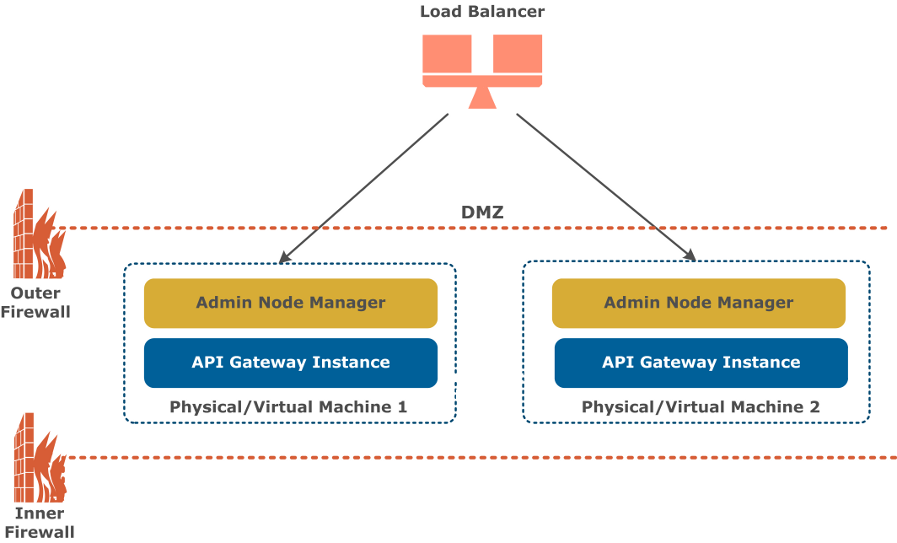 Load Balancer
DMZ
Outer
Firewall
Admin Node Manager
API Gateway Instance
Physical/Virtual Machine 1
Admin Node Manager
API Gateway Instance
Physical/Virtual Machine 2
Inner
Firewall